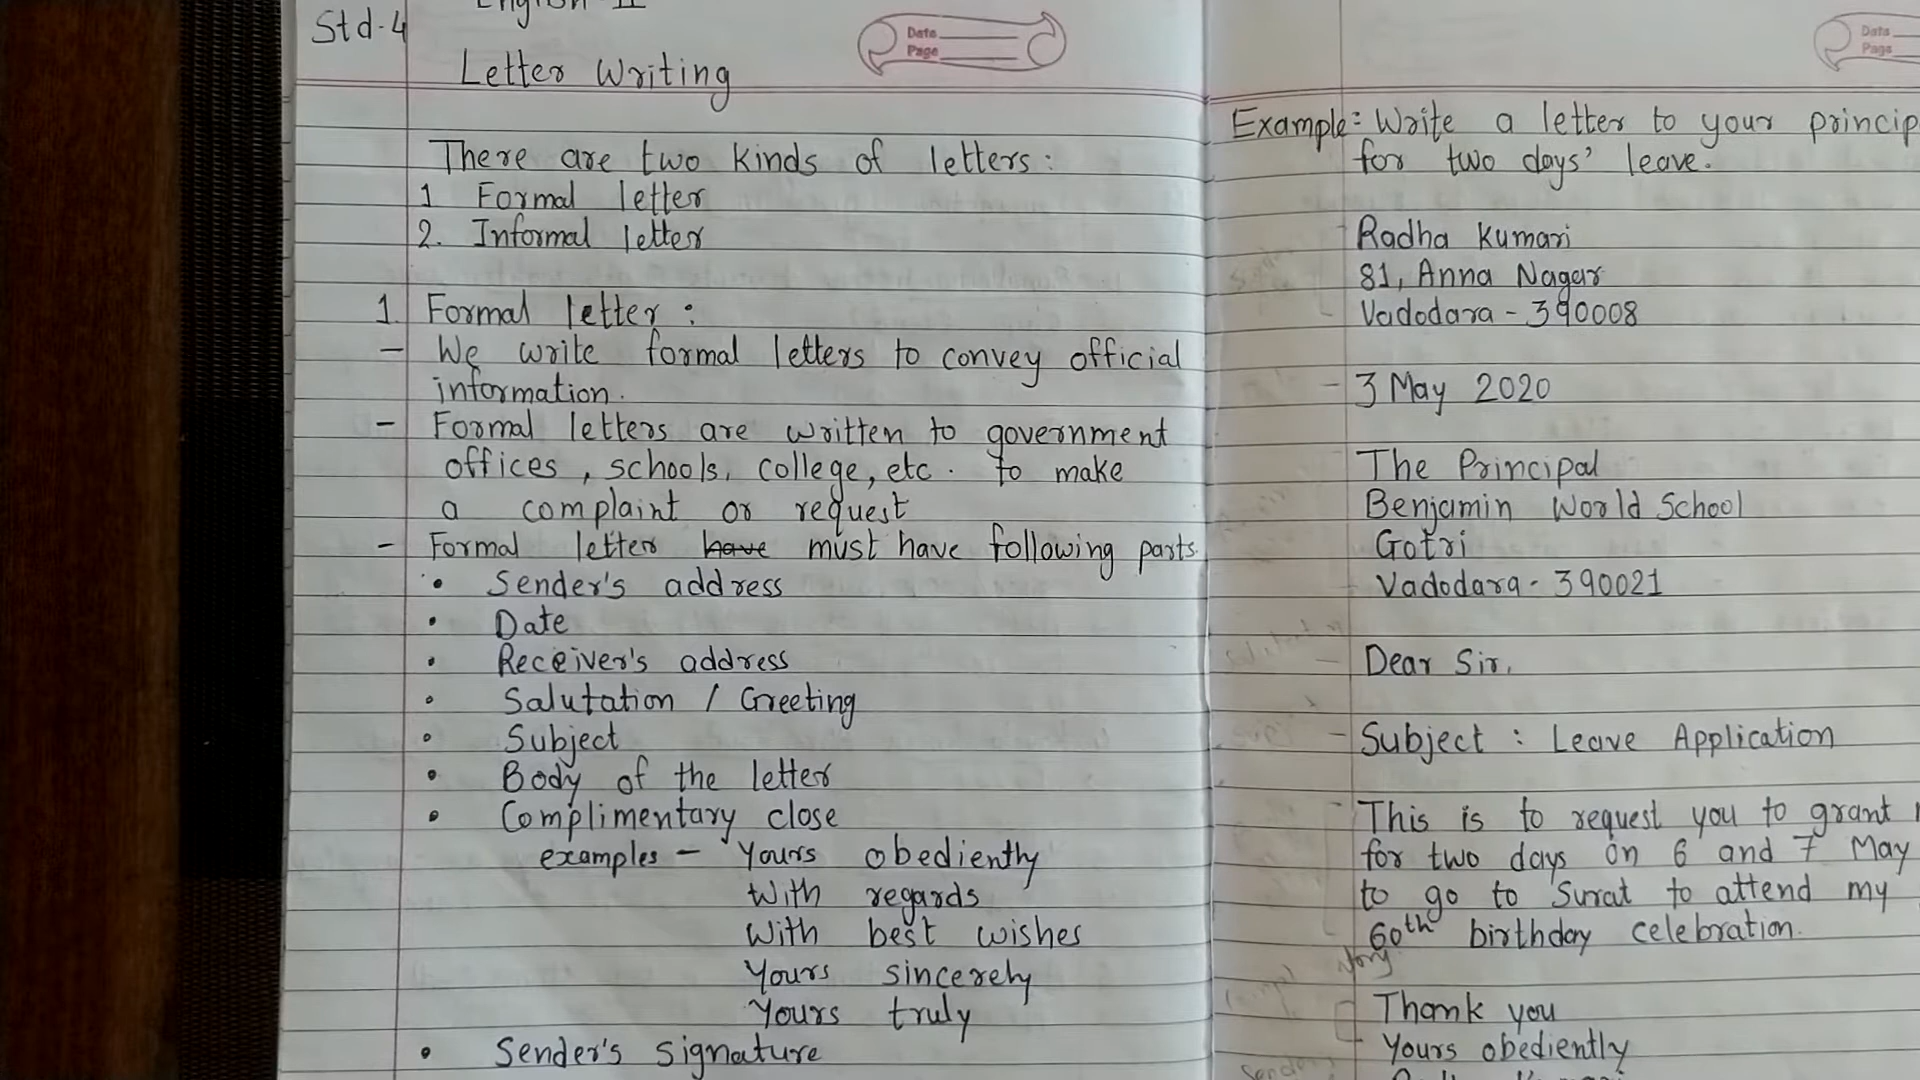 Std-4
English-II
Letter Writing
Date
Page
There are two kinds of letters:
1 Formal letter
2. Informal letter
1. Formal letter :
- We write formal letters to convey official
information.
- Formal letters are written to government
offices, schools, college, etc. to make
a complaint or request
- Formal letter have must have following parts.
• Sender's address
• Date
• Receiver's address
• Salutation / Greeting
• Subject
• Body of the letter
• Complimentary close
examples - Yours obediently
With regards
With best wishes
Yours sincerely
Yours truly
• Sender's signature
Date
Page
Example: Write a letter to your princip
for two days' leave.
Radha Kumari
81, Anna Nagar
Vadodara - 390008
- 3 May 2020
The Principal
Benjamin World School
Gotri
Vadodara - 390021
- Dear Sir,
- Subject : Leave Application
- This is to request you to grant
for two days on 6 and 7 May
to go to Surat to attend my
60th birthday celebration.
Thank you
Yours obediently